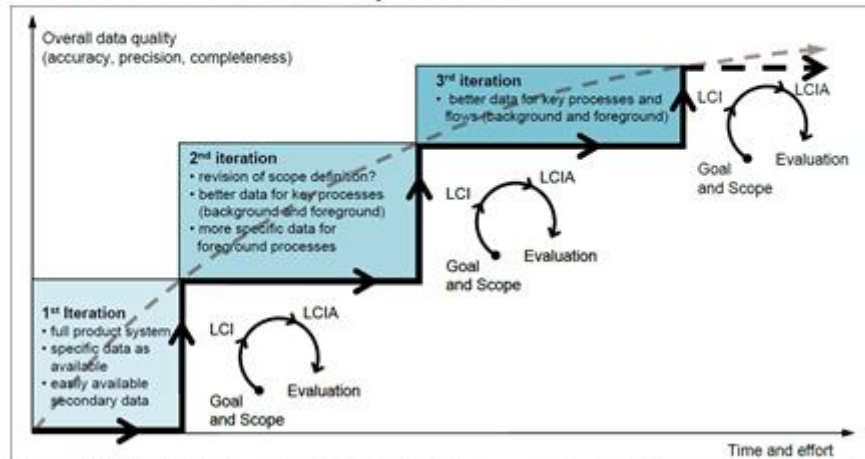 Overall data quality
(accuracy, precision, completeness)
3rd iteration
• better data for key processes and
flows (background and foreground)
LCI
LCIA
Goal
and Scope
Evaluation
2nd iteration
• revision of scope definition?
• better data for key processes
(background and foreground)
• more specific data for
foreground processes
LCI
LCIA
Goal
and Scope
Evaluation
1st Iteration
• full product system
• specific data as
available
• easily available
secondary data
LCI
LCIA
Goal
and Scope
Evaluation
Time and effort